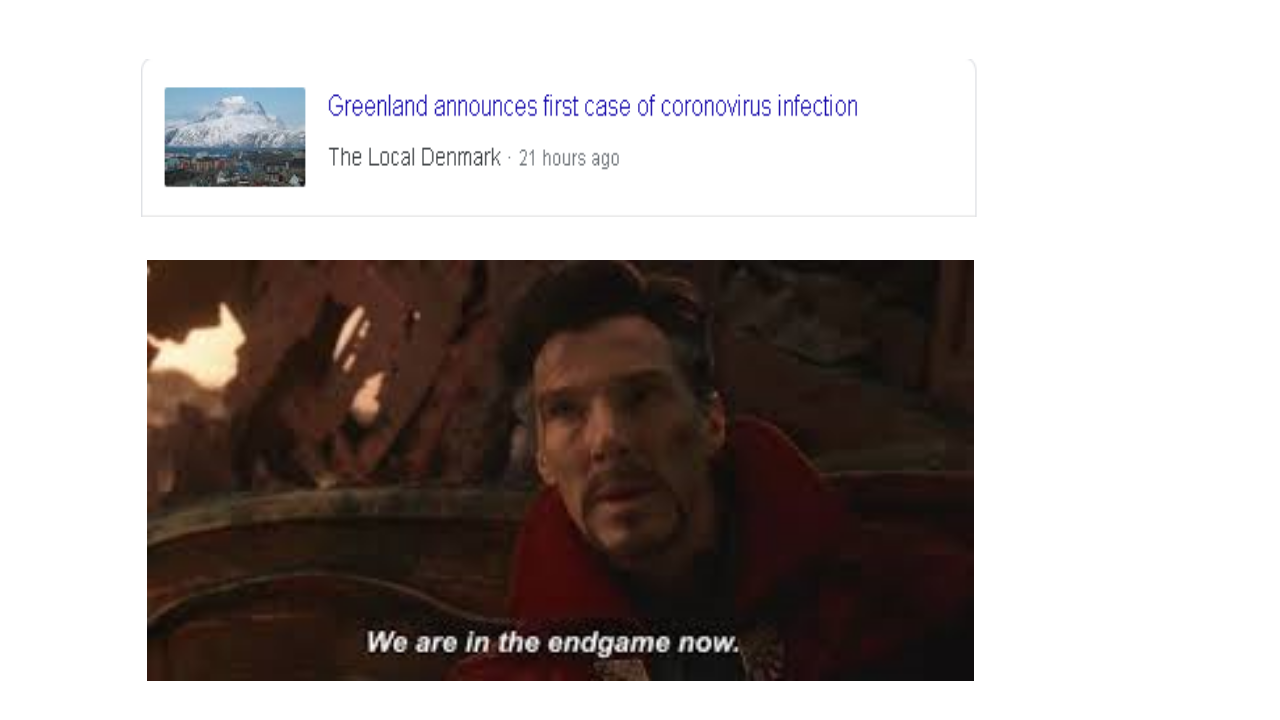 Greenland announces first case of coronovirus infection
The Local Denmark · 21 hours ago
We are in the endgame now.